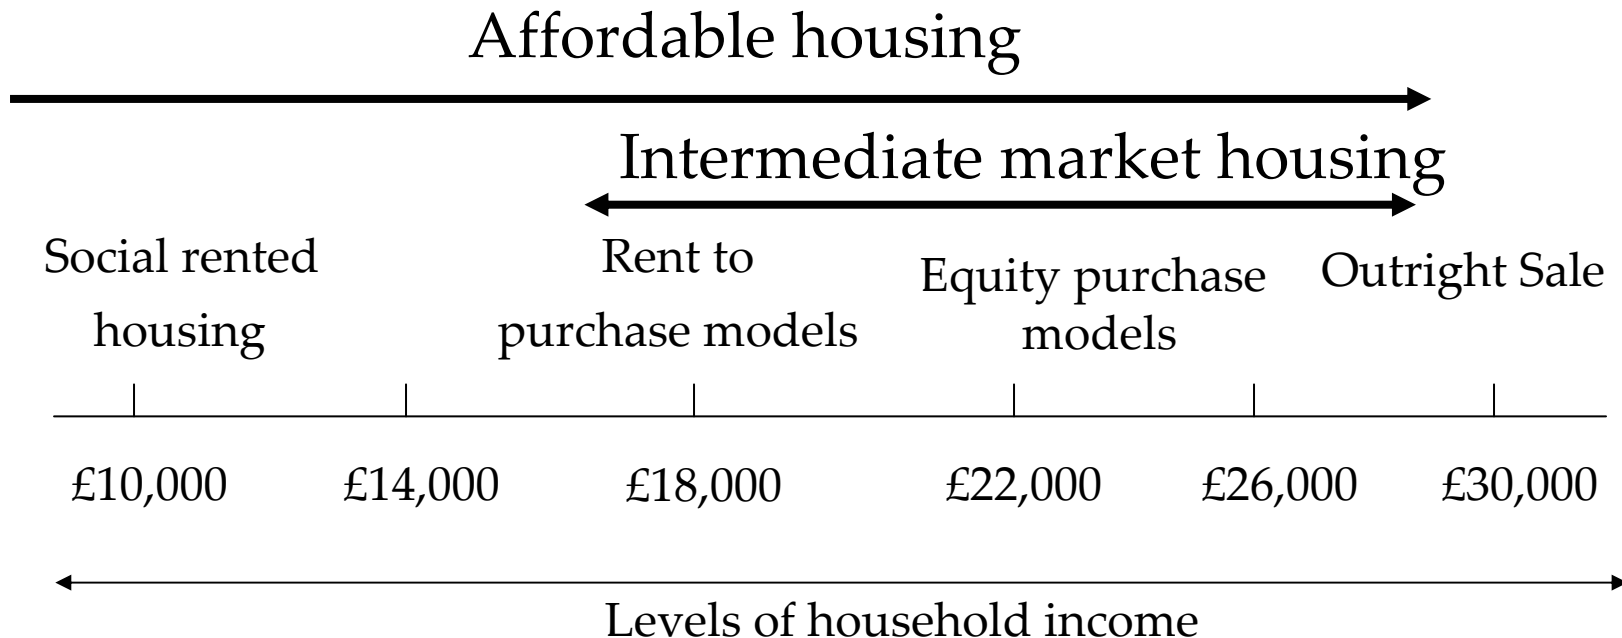 Affordable housing
Intermediate market housing
Social rented
housing
Rent to
purchase models
Equity purchase
models
Outright Sale
£10,000
£14,000
£18,000
£22,000
£26,000
£30,000
Levels of household income